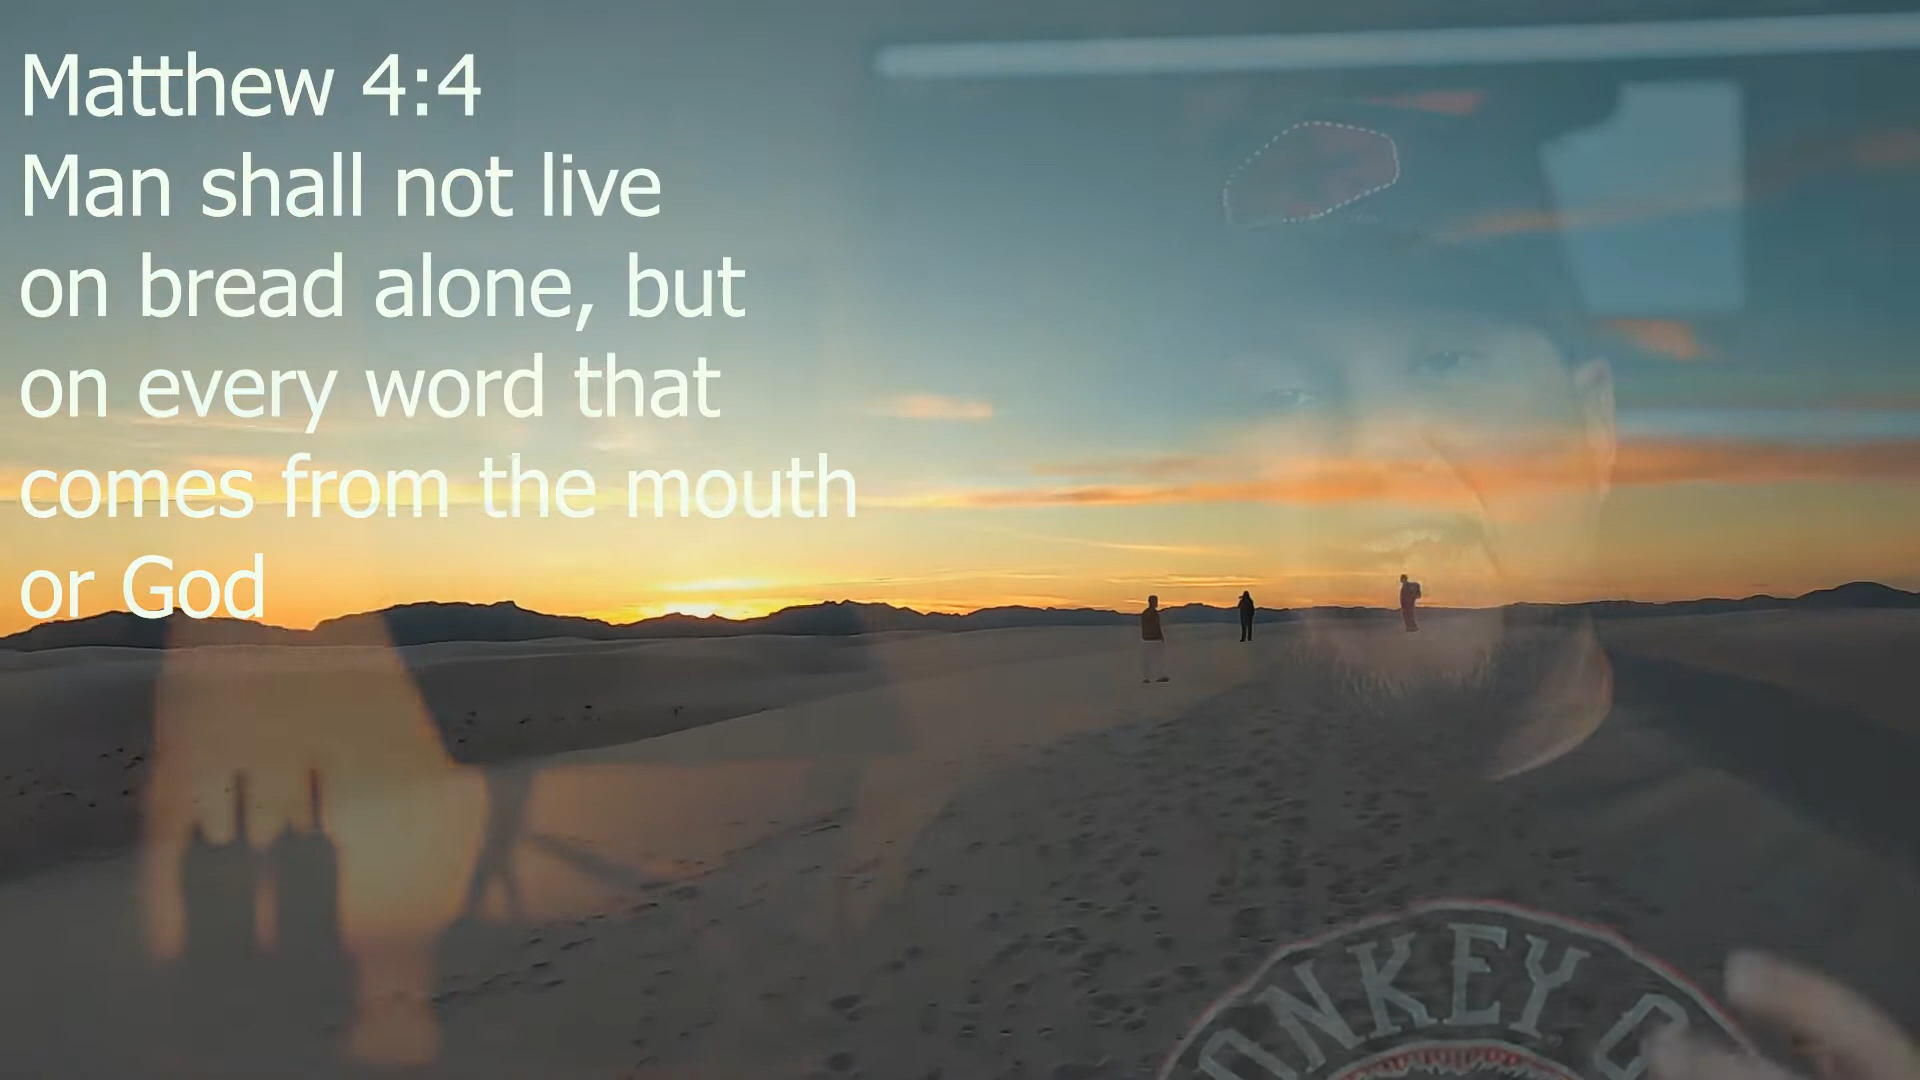 Matthew 4:4
Man shall not live
on bread alone, but
on every word that
comes from the mouth
or God